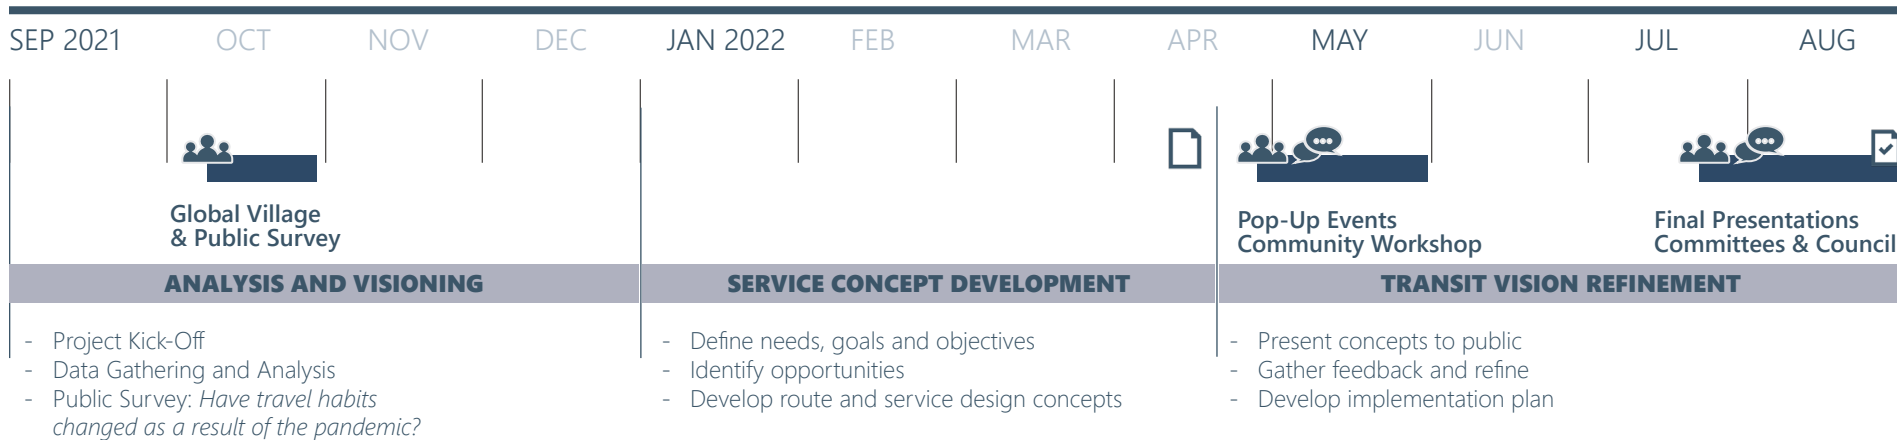 SEP 2021 OCT NOV DEC JAN 2022 FEB MAR APR MAY JUN JUL AUG
Global Village
& Public Survey
Pop-Up Events
Community Workshop
Final Presentations
Committees & Council
ANALYSIS AND VISIONING
SERVICE CONCEPT DEVELOPMENT
TRANSIT VISION REFINEMENT
- Project Kick-Off
- Data Gathering and Analysis
- Public Survey: Have travel habits
changed as a result of the pandemic?
- Define needs, goals and objectives
- Identify opportunities
- Develop route and service design concepts
- Present concepts to public
- Gather feedback and refine
- Develop implementation plan